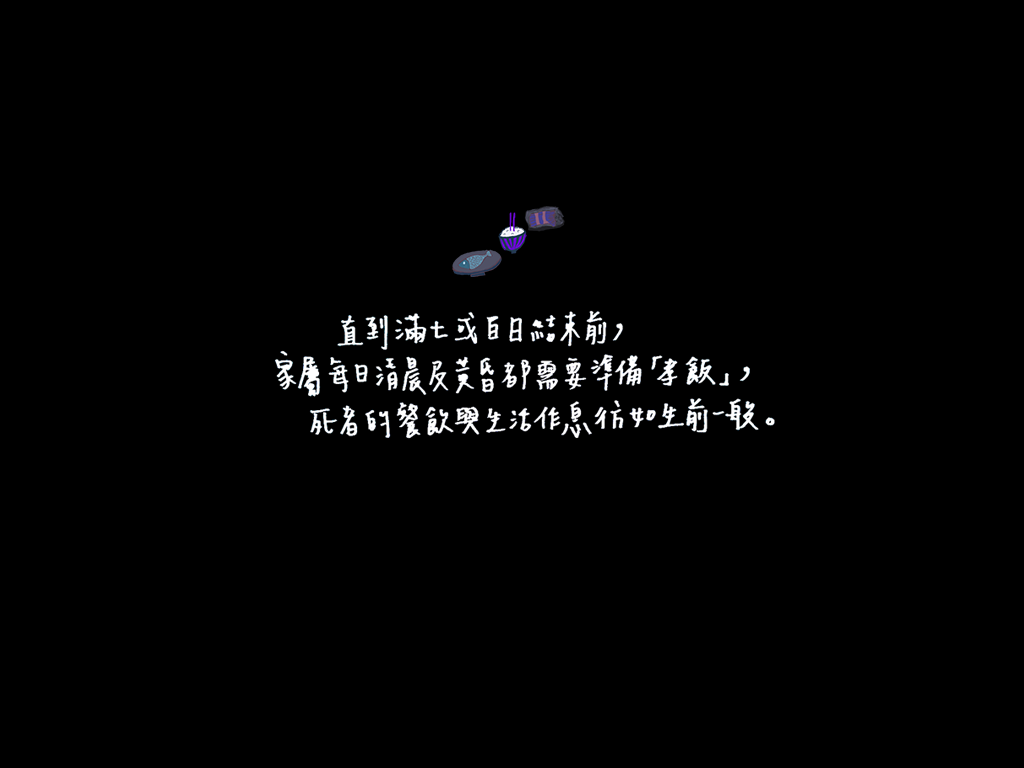 直到滿七或百日結束前，
家屬每日清晨及黃昏都需要準備「孝飯」，
死者的餐飲與生活作息彷如生前一般。